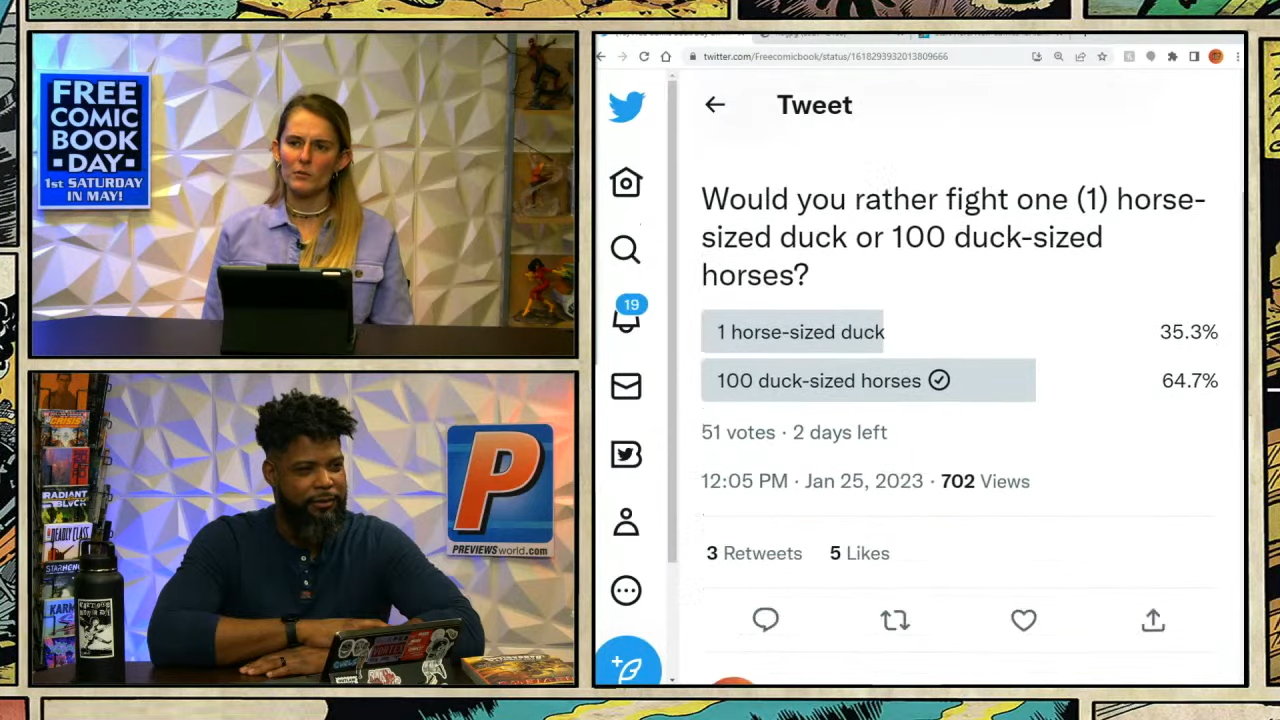 FREE
COMIC
BOOK
DAY
1st SATURDAY
IN MAY!
P
PREVIEWSworld.com
CRISIS
RADIANT
BLACK
DEADLY CLASS
KARMA
twitter.com/Freecomicbook/status/1618293932013809666
Tweet
19
Would you rather fight one (1) horse-
sized duck or 100 duck-sized
horses?
1 horse-sized duck 35.3%
100 duck-sized horses 64.7%
51 votes · 2 days left
12:05 PM · Jan 25, 2023 · 702 Views
3 Retweets 5 Likes